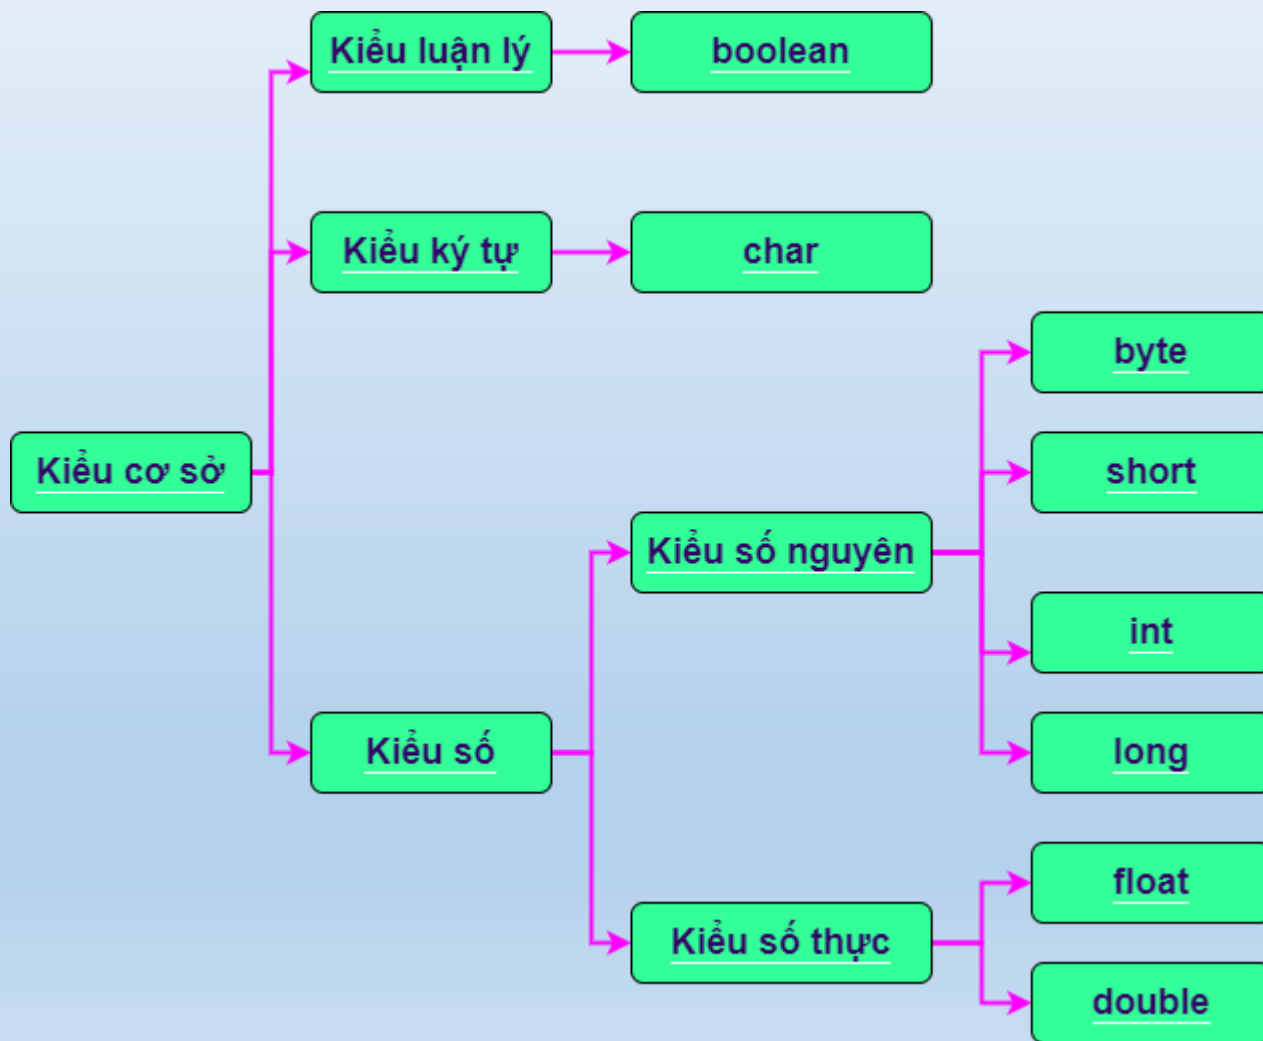 Kiểu luận lý
boolean
Kiểu ký tự
char
byte
Kiểu cơ sở
short
Kiểu số nguyên
int
Kiểu số
long
float
Kiểu số thực
double